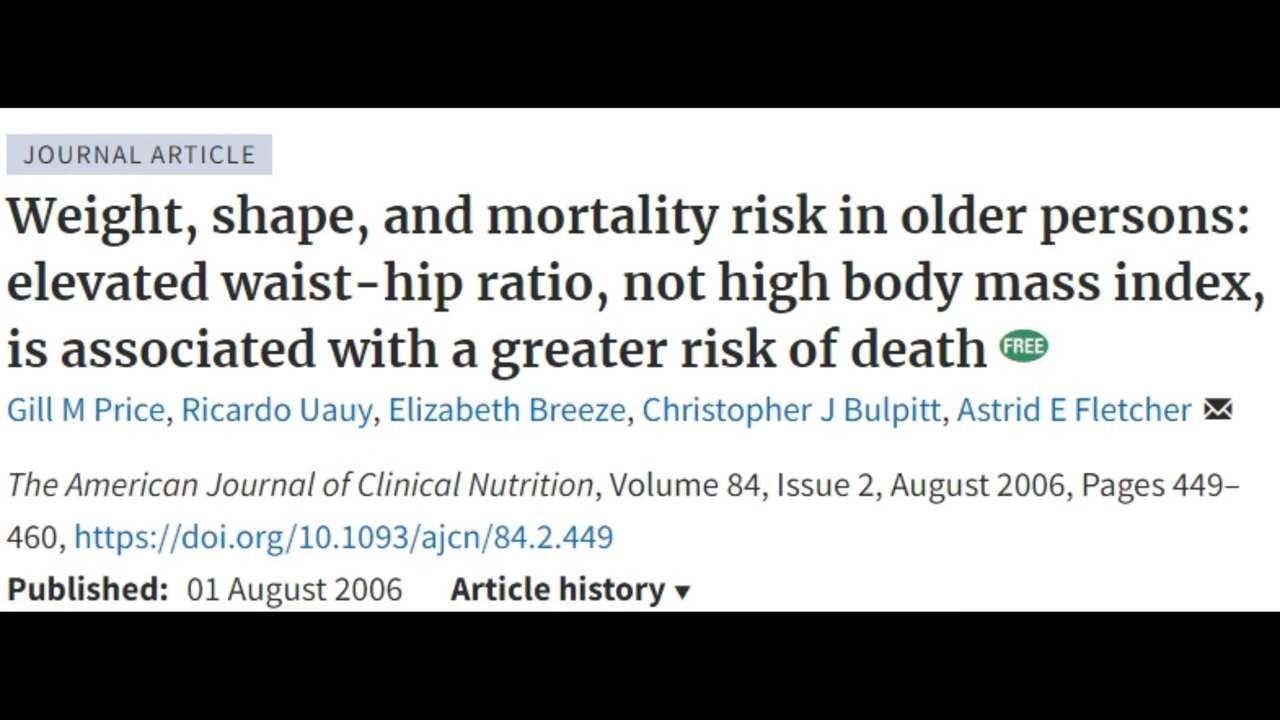 JOURNAL ARTICLE
Weight, shape, and mortality risk in older persons:
elevated waist-hip ratio, not high body mass index,
is associated with a greater risk of death FREE
Gill M Price, Ricardo Uauy, Elizabeth Breeze, Christopher J Bulpitt, Astrid E Fletcher
The American Journal of Clinical Nutrition, Volume 84, Issue 2, August 2006, Pages 449–
460, https://doi.org/10.1093/ajcn/84.2.449
Published: 01 August 2006 Article history ▾